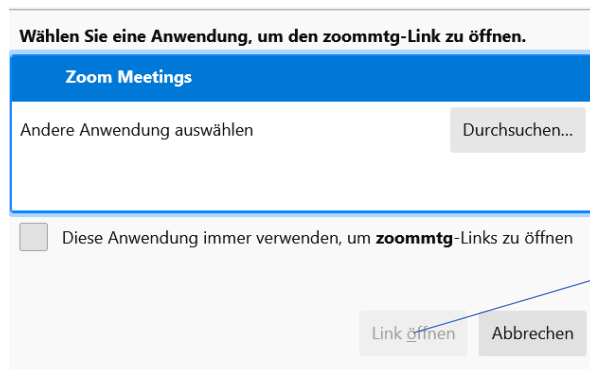 Wählen Sie eine Anwendung, um den zoommtg-Link zu öffnen.
Zoom Meetings
Andere Anwendung auswählen Durchsuchen...
Diese Anwendung immer verwenden, um zoommtg-Links zu öffnen
Link öffnen Abbrechen